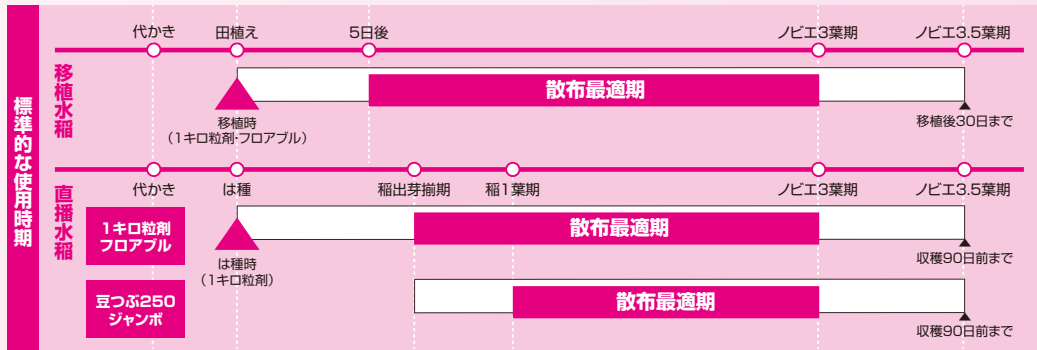 標準的な使用時期
移植水稲
代かき
田植え
5日後
ノビエ3葉期
ノビエ3.5葉期
散布最適期
移植時
（1キロ粒剤・フロアブル）
移植後30日まで
直播水稲
代かき
は種
稲出芽揃期
稲1葉期
ノビエ3葉期
ノビエ3.5葉期
1キロ粒剤
フロアブル
散布最適期
は種時
（1キロ粒剤）
収穫90日前まで
豆つぶ250
ジャンボ
散布最適期
収穫90日前まで